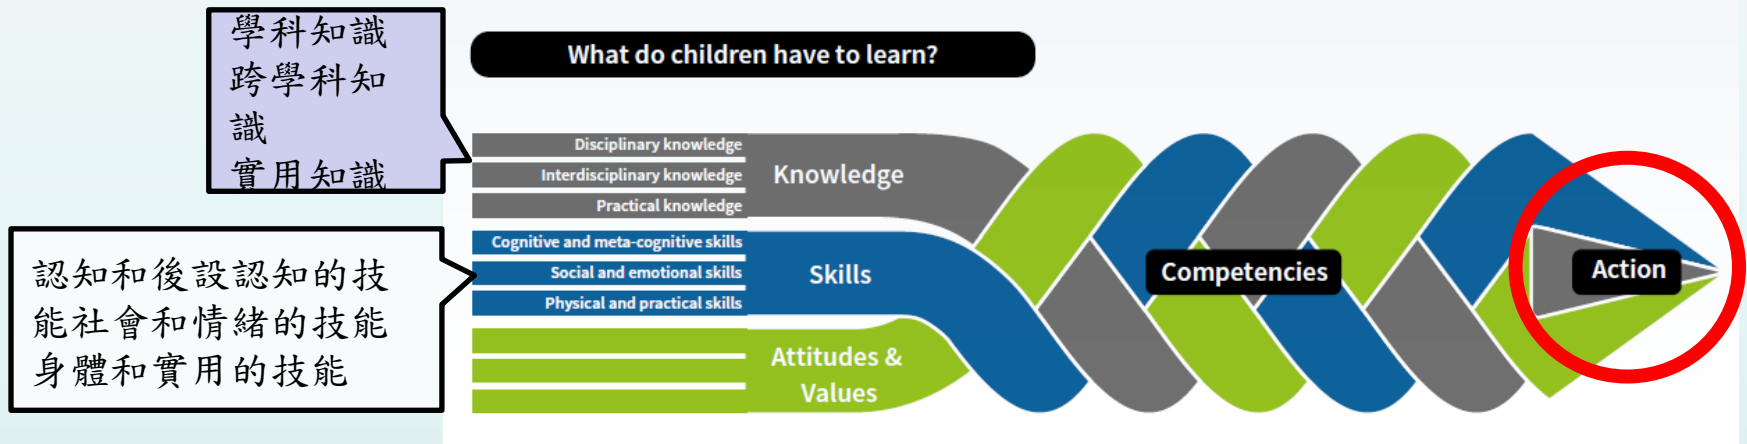 學科知識
跨學科知
識
實用知識
What do children have to learn?
Disciplinary knowledge
Interdisciplinary knowledge
Practical knowledge
Knowledge
認知和後設認知的技
能社會和情緒的技能
身體和實用的技能
Cognitive and meta-cognitive skills
Social and emotional skills
Physical and practical skills
Skills
Attitudes &
Values
Competencies
Action